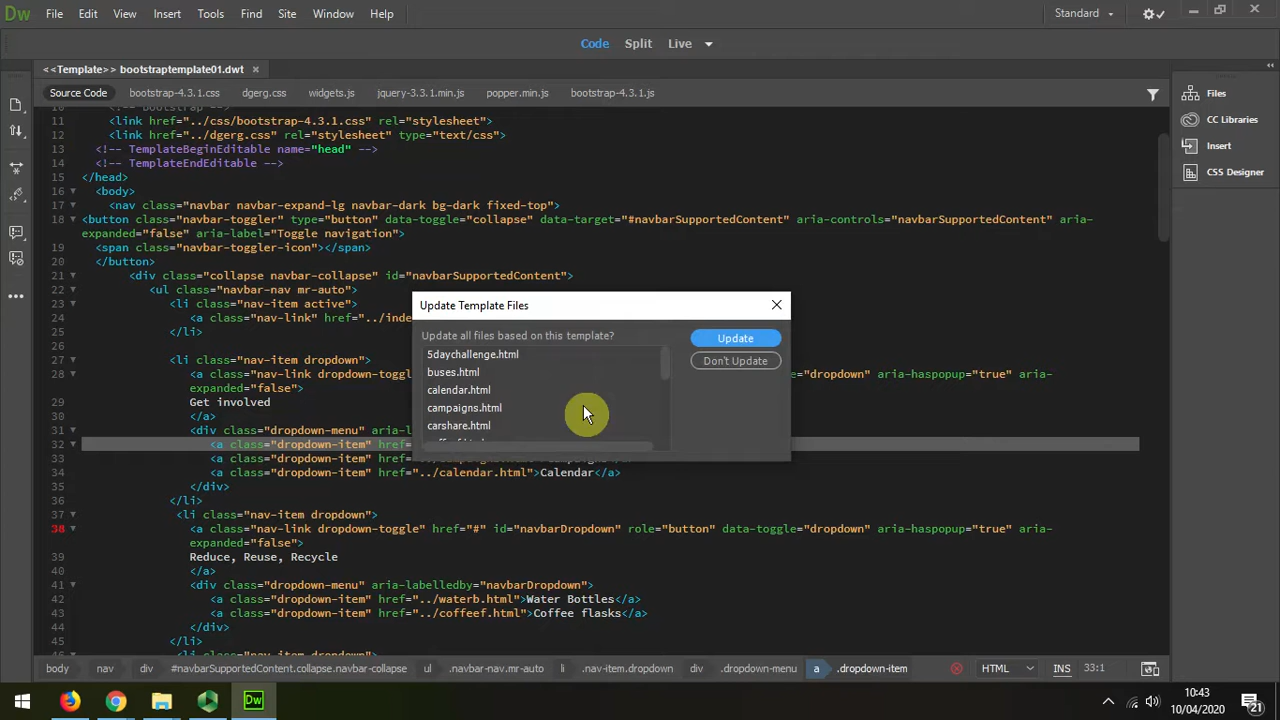 Dw File Edit View Insert Tools Find Site Window Help Standard
Code Split Live
<<Template>> bootstraptemplate01.dwt
Source Code bootstrap-4.3.1.css dgerg.css widgets.js jquery-3.3.1.min.js popper.min.js bootstrap-4.3.1.js
11 <link href="../css/bootstrap-4.3.1.css" rel="stylesheet">
12 <link href="../dgerg.css" rel="stylesheet" type="text/css">
13 <!-- TemplateBeginEditable name="head" -->
14 <!-- TemplateEndEditable -->
15 </head>
16 <body>
17 <nav class="navbar navbar-expand-lg navbar-dark bg-dark fixed-top">
18 <button class="navbar-toggler" type="button" data-toggle="collapse" data-target="#navbarSupportedContent" aria-controls="navbarSupportedContent" aria-
expanded="false" aria-label="Toggle navigation">
19 <span class="navbar-toggler-icon"></span>
20 </button>
21 <div class="collapse navbar-collapse" id="navbarSupportedContent">
22 <ul class="navbar-nav mr-auto">
23 <li class="nav-item active">
24 <a class="nav-link" href="../inde
25 </li>
26
27 <li class="nav-item dropdown">
28 <a class="nav-link dropdown-togg e="dropdown" aria-haspopup="true" aria-
expanded="false">
29 Get involved
30 </a>
31 <div class="dropdown-menu" aria-l
32 <a class="dropdown-item" href=
33 <a class="dropdown-item" href=
34 <a class="dropdown-item" href="../calendar.html">Calendar</a>
35 </div>
36 </li>
37 <li class="nav-item dropdown">
38 <a class="nav-link dropdown-toggle" href="#" id="navbarDropdown" role="button" data-toggle="dropdown" aria-haspopup="true" aria-
expanded="false">
39 Reduce, Reuse, Recycle
40 </a>
41 <div class="dropdown-menu" aria-labelledby="navbarDropdown">
42 <a class="dropdown-item" href="../waterb.html">Water Bottles</a>
43 <a class="dropdown-item" href="../coffeef.html">Coffee flasks</a>
44 </div>
45 </li>
46 <li class="nav-item dropdown">
Update Template Files
Update all files based on this template?
5daychallenge.html
buses.html
calendar.html
campaigns.html
carshare.html
Update
Don't Update
Files
CC Libraries
Insert
CSS Designer
body nav div #navbarSupportedContent.collapse.navbar-collapse ul .navbar-nav.mr-auto li .nav-item.dropdown div .dropdown-menu a .dropdown-item HTML INS 33:1
Dw
10:43
10/04/2020
21